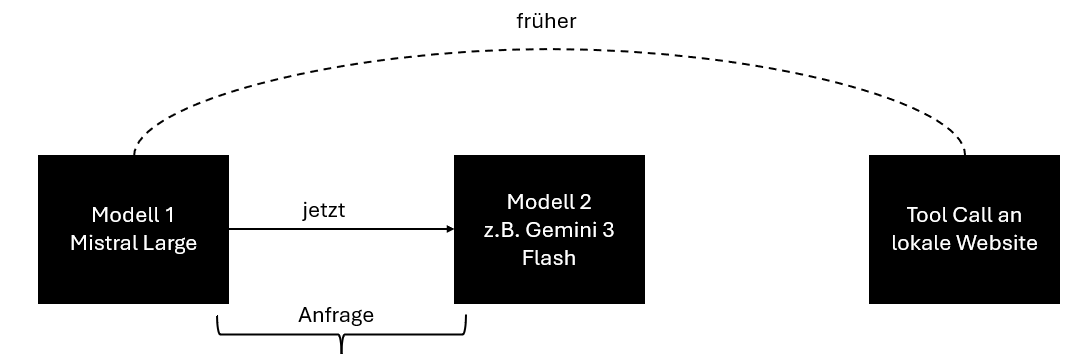 früher
Modell 1
Mistral Large
jetzt
Modell 2
z.B. Gemini 3
Flash
Tool Call an
lokale Website
Anfrage